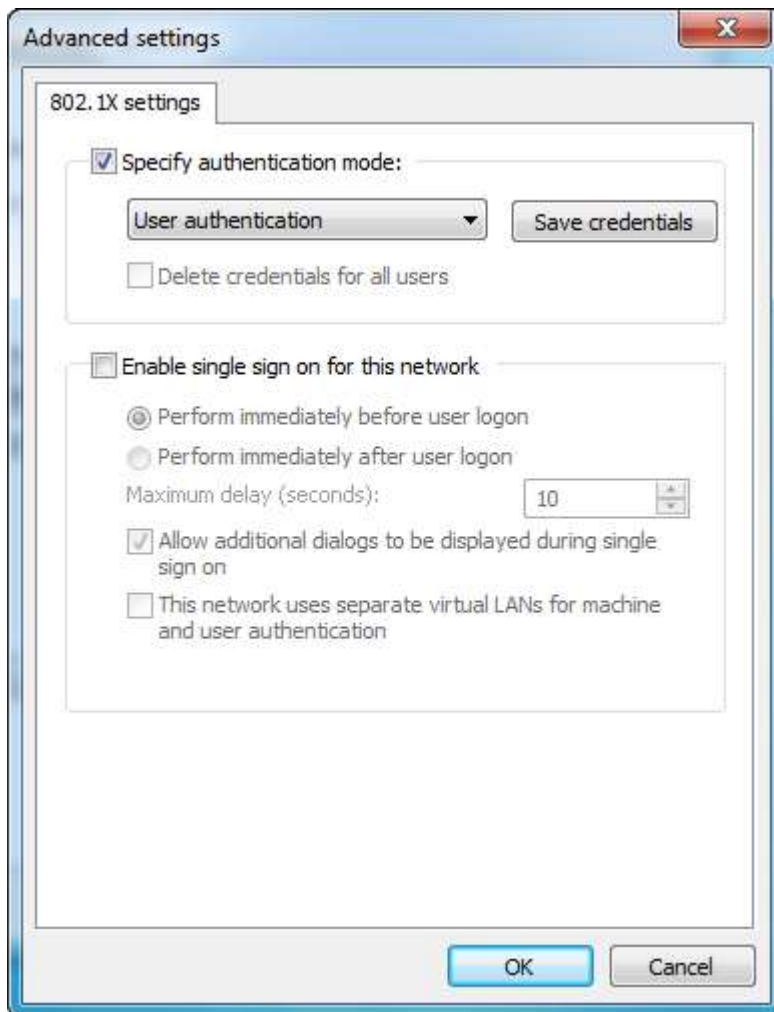 Advanced settings
802.1X settings
Specify authentication mode:
User authentication
Save credentials
Delete credentials for all users
Enable single sign on for this network
Perform immediately before user logon
Perform immediately after user logon
Maximum delay (seconds):
10
Allow additional dialogs to be displayed during single
sign on
This network uses separate virtual LANs for machine
and user authentication
OK
Cancel